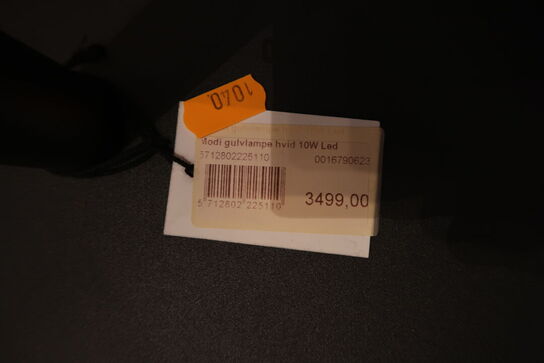 1040.
Modi gulvlampe hvid 10W Led
5712802225110 0016790623
5 712802 225110
3499,00